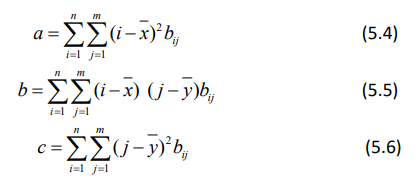 a = ∑_{i=1}^{n} ∑_{j=1}^{m} (i − x̄)² b_{ij} (5.4)
b = ∑_{i=1}^{n} ∑_{j=1}^{m} (i − x̄) (j − ȳ) b_{ij} (5.5)
c = ∑_{i=1}^{n} ∑_{j=1}^{m} (j − ȳ)² b_{ij} (5.6)